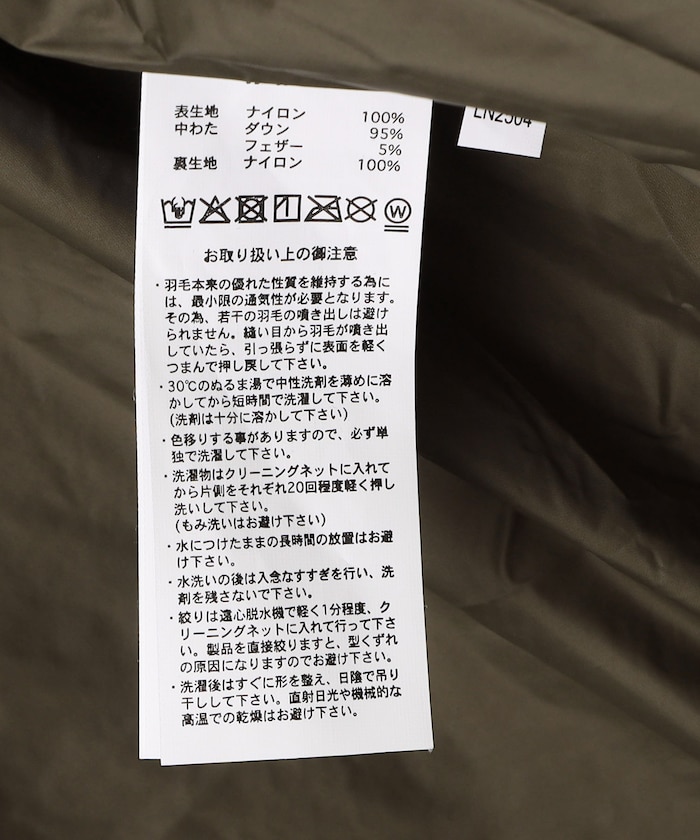 表生地 ナイロン 100%
中わた ダウン 95%
フェザー 5%
裏生地 ナイロン 100%
W
お取り扱い上の御注意
・羽毛本来の優れた性質を維持する為に
は、最小限の通気性が必要となります。
その為、若干の羽毛の噴き出しは避け
られません。縫い目から羽毛が噴き出
していたら、引っ張らずに表面を軽く
つまんで押し戻して下さい。
・30℃のぬるま湯で中性洗剤を薄めに溶
かしてから短時間で洗濯して下さい。
(洗剤は十分に溶かして下さい)
・色移りする事がありますので、必ず単
独で洗濯して下さい。
・洗濯物はクリーニングネットに入れて
から片側をそれぞれ20回程度軽く押し
洗いして下さい。
(もみ洗いはお避け下さい)
・水につけたままの長時間の放置はお避
け下さい。
・水洗いの後は入念なすすぎを行い、洗
剤を残さないで下さい。
・絞りは遠心脱水機で軽く1分程度、ク
リーニングネットに入れて行って下さ
い。製品を直接絞りますと、型くずれ
の原因になりますのでお避け下さい。
・洗濯後はすぐに形を整え、日陰で吊り
干しして下さい。直射日光や機械的な
高温での乾燥はお避け下さい。